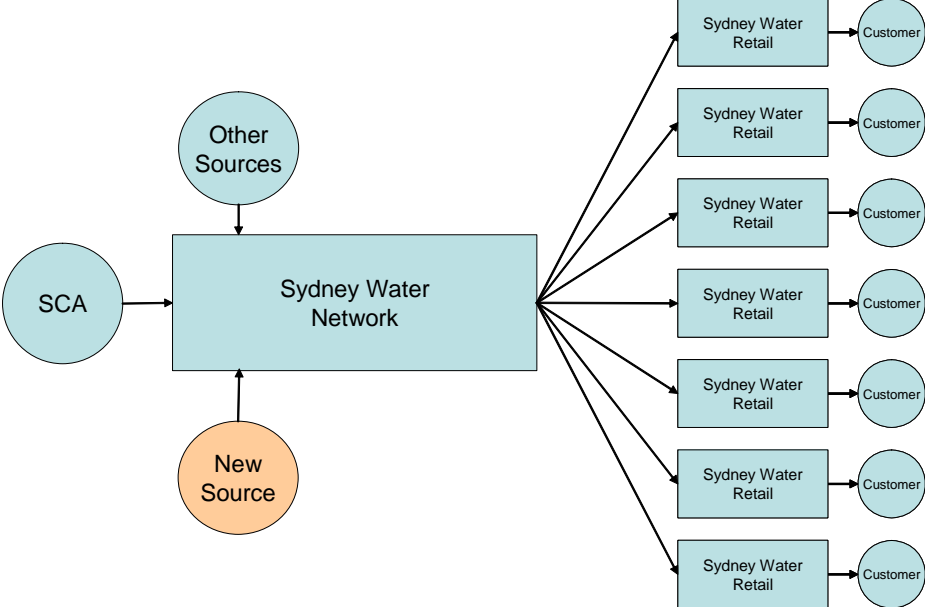 Other
Sources
SCA
Sydney Water
Network
New
Source
Sydney Water
Retail
Customer
Sydney Water
Retail
Customer
Sydney Water
Retail
Customer
Sydney Water
Retail
Customer
Sydney Water
Retail
Customer
Sydney Water
Retail
Customer
Sydney Water
Retail
Customer